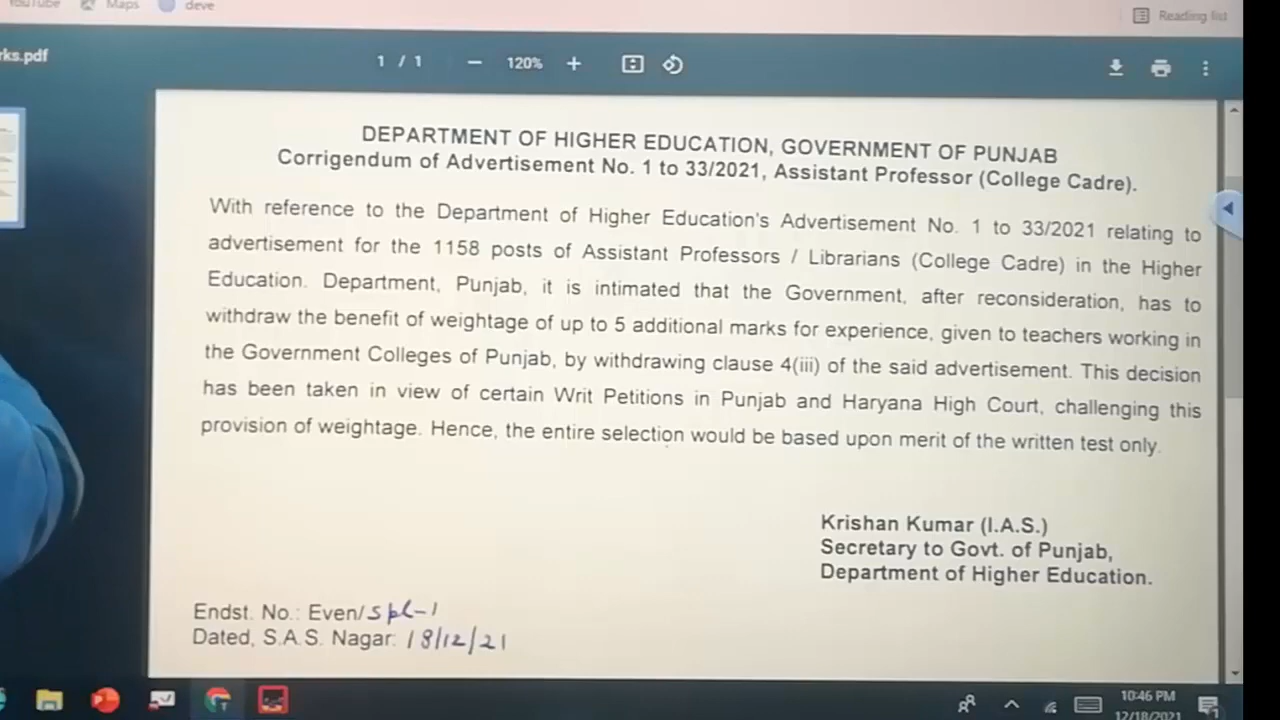 YouTube Maps deve
Reading list
rks.pdf
1 / 1
120%
DEPARTMENT OF HIGHER EDUCATION, GOVERNMENT OF PUNJAB
Corrigendum of Advertisement No. 1 to 33/2021, Assistant Professor (College Cadre).
With reference to the Department of Higher Education's Advertisement No. 1 to 33/2021 relating to
advertisement for the 1158 posts of Assistant Professors / Librarians (College Cadre) in the Higher
Education. Department, Punjab, it is intimated that the Government, after reconsideration, has to
withdraw the benefit of weightage of up to 5 additional marks for experience, given to teachers working in
the Government Colleges of Punjab, by withdrawing clause 4(iii) of the said advertisement. This decision
has been taken in view of certain Writ Petitions in Punjab and Haryana High Court, challenging this
provision of weightage. Hence, the entire selection would be based upon merit of the written test only.
Krishan Kumar (I.A.S.)
Secretary to Govt. of Punjab,
Department of Higher Education.
Endst. No.: Even/Spl-1
Dated, S.A.S. Nagar: 18/12/21
10:46 PM
12/18/2021